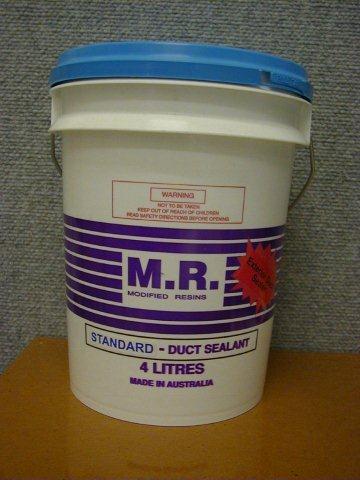 WARNING
NOT TO BE TAKEN
KEEP OUT OF REACH OF CHILDREN
READ SAFETY DIRECTIONS BEFORE OPENING
M.R.
MODIFIED RESINS
Exterior
STANDARD - DUCT SEALANT
4 LITRES
MADE IN AUSTRALIA